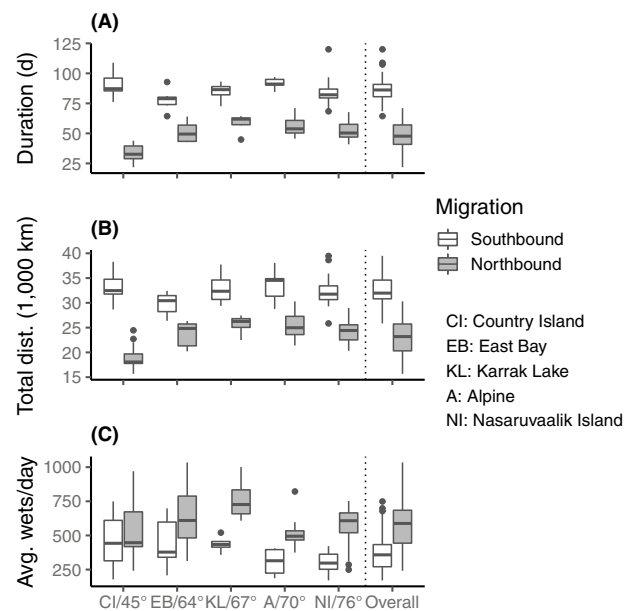 (A)
Duration (d)
125
100
75
50
25
(B)
Total dist. (1,000 km)
40
35
30
25
20
15
(C)
Avg. wets/day
1000
750
500
250
CI/45° EB/64° KL/67° A/70° NI/76° Overall
Migration
Southbound
Northbound
CI: Country Island
EB: East Bay
KL: Karrak Lake
A: Alpine
NI: Nasaruvaalik Island